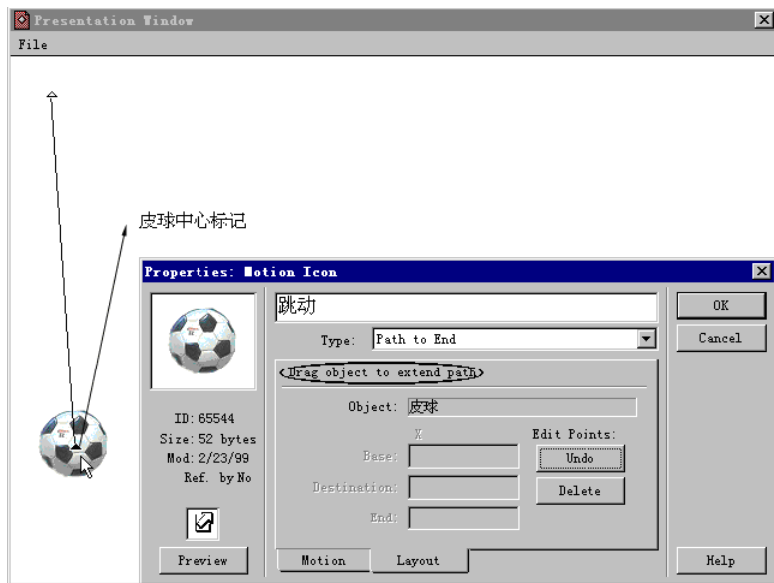 Presentation Window
File
皮球中心标记
Properties: Motion Icon
跳动
OK
Type: Path to End
Cancel
Drag object to extend path
Object: 皮球
ID: 65544
X
Edit Points:
Size: 52 bytes
Base:
Undo
Mod: 2/23/99
Ref. by No
Destination:
Delete
End:
Preview
Motion
Layout
Help